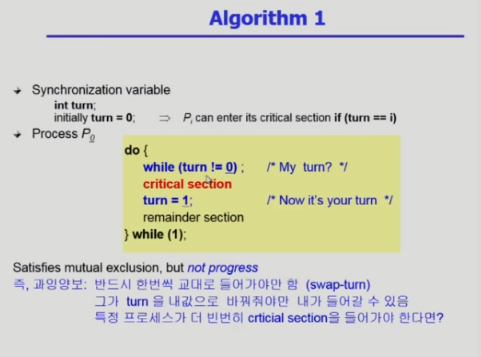 Algorithm 1
Synchronization variable
int turn;
initially turn = 0; ⇒ Pi can enter its critical section if (turn == i)
Process P0
do {
while (turn != 0) ; /* My turn? */
critical section
turn = 1; /* Now it's your turn */
remainder section
} while (1);
Satisfies mutual exclusion, but not progress
즉, 과잉양보: 반드시 한번씩 교대로 들어가야만 함 (swap-turn)
그가 turn 을 내값으로 바꿔줘야만 내가 들어갈 수 있음
특정 프로세스가 더 빈번히 crticial section을 들어가야 한다면?